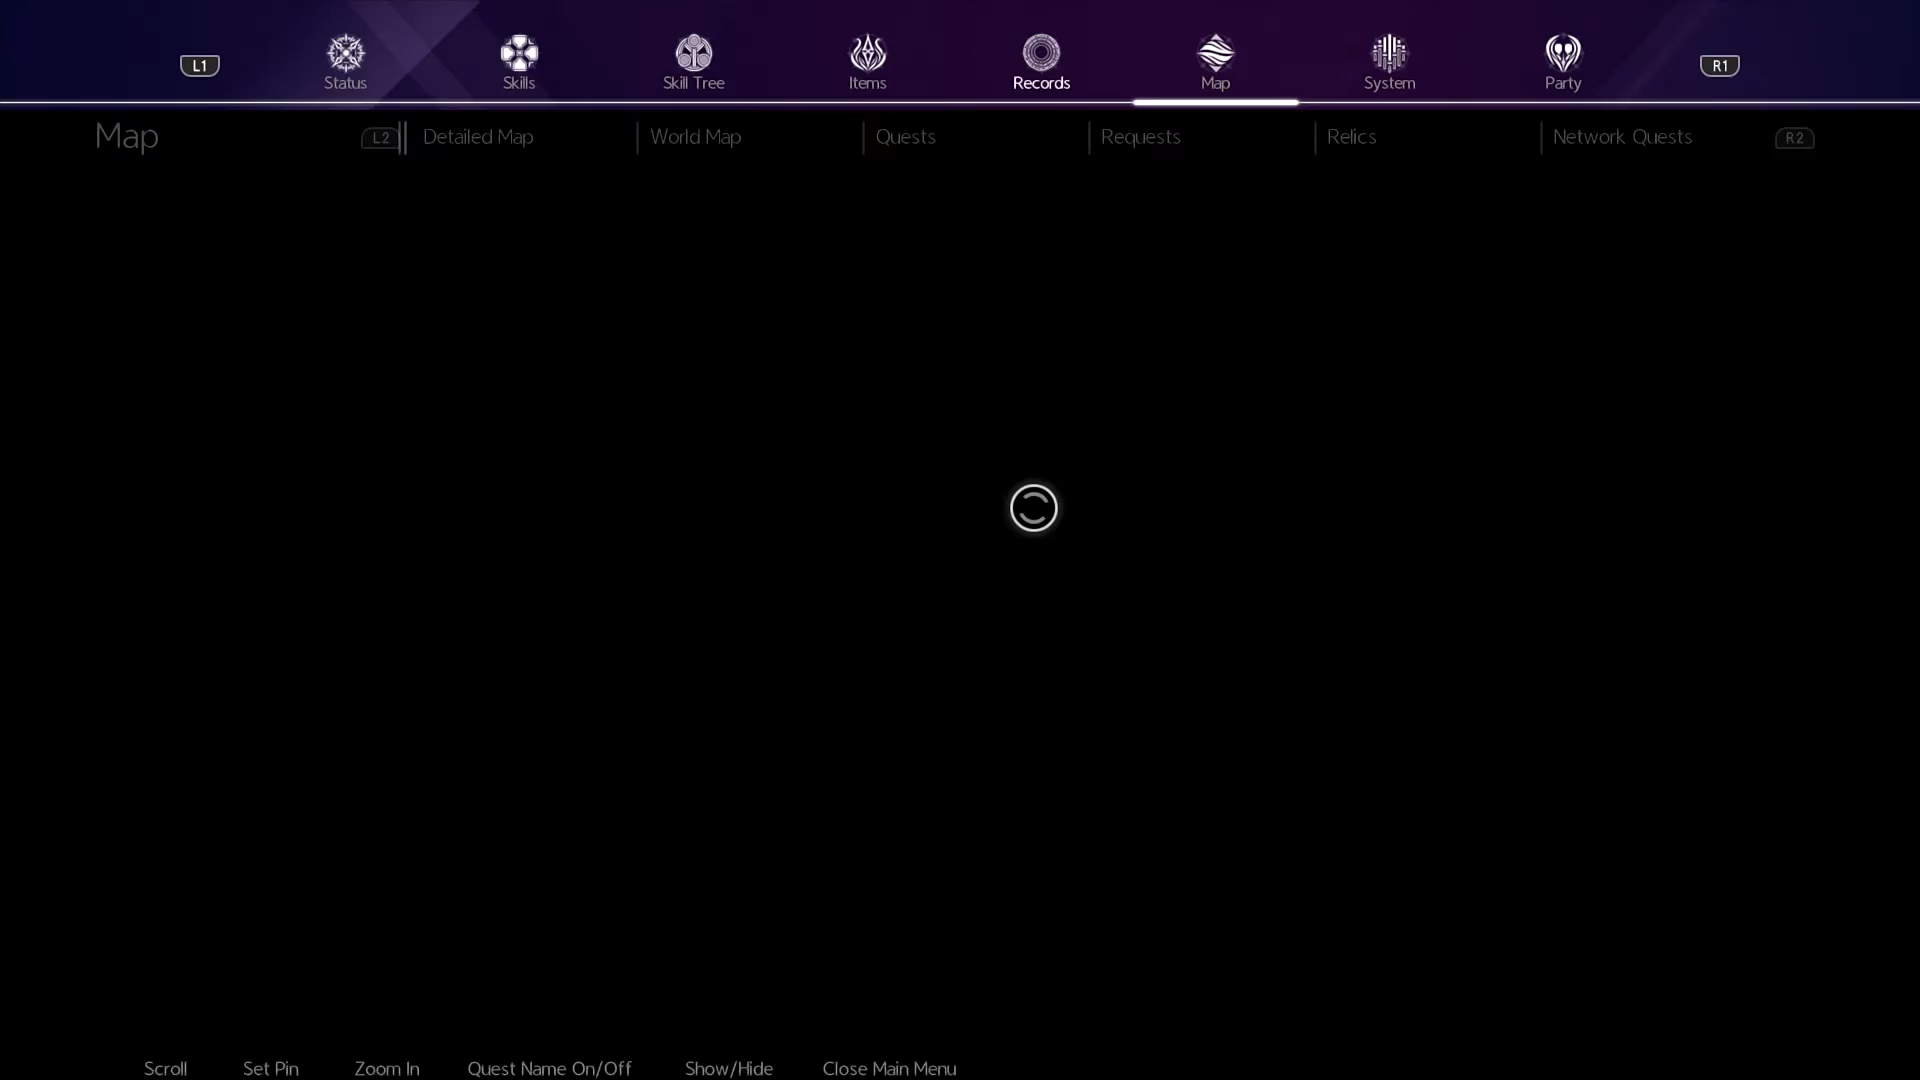 L1 Status Skills Skill Tree Items Records Map System Party R1
Map L2 Detailed Map World Map Quests Requests Relics Network Quests R2
Scroll Set Pin Zoom In Quest Name On/Off Show/Hide Close Main Menu